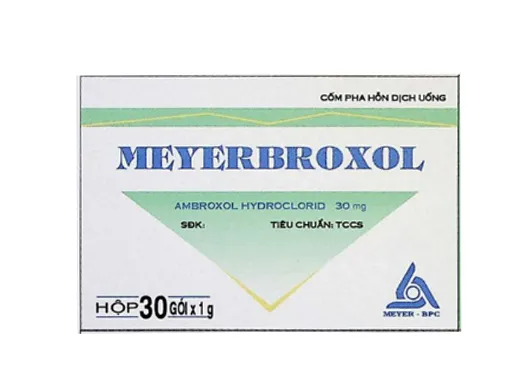 CỐM PHA HỖN DỊCH UỐNG
MEYERBROXOL
AMBROXOL HYDROCLORID 30 mg
SĐK: TIÊU CHUẨN: TCCS
HỘP 30 GÓI x 1 g
MEYER - BPC